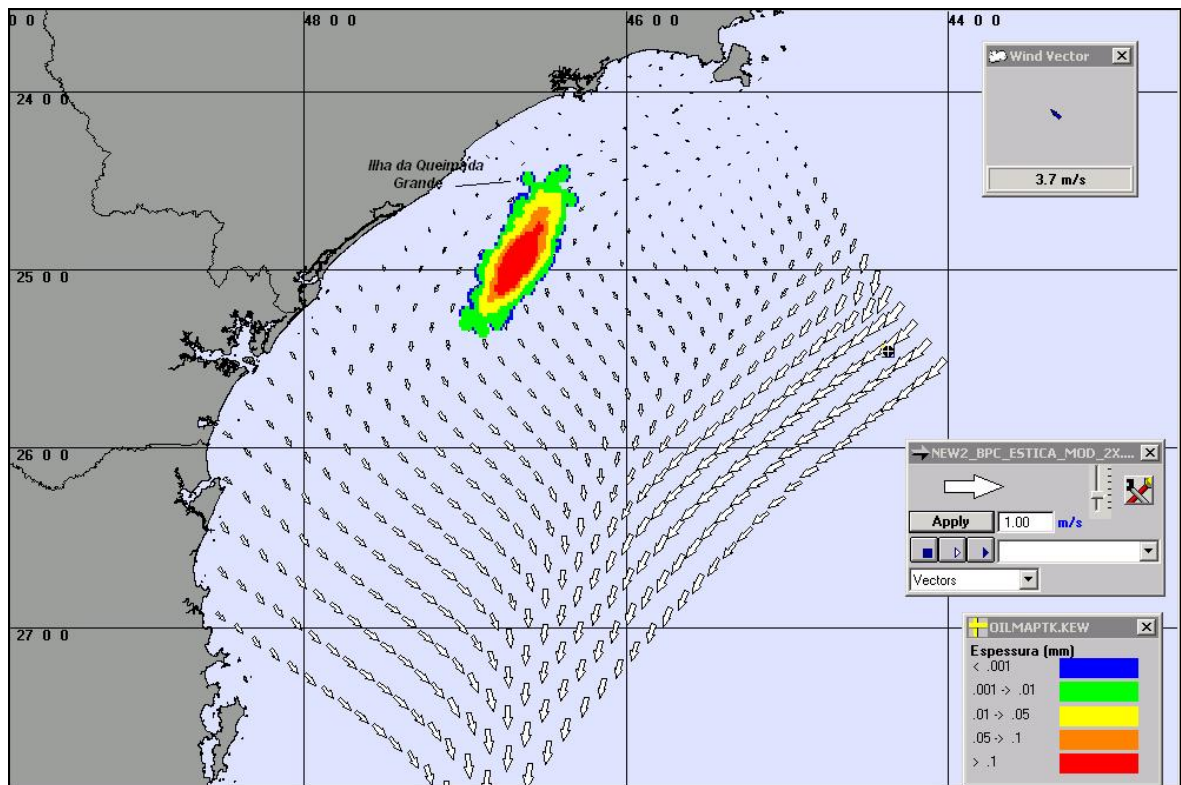 0 0
48 0 0
46 0 0
44 0 0
Wind Vector
3.7 m/s
24 0 0
Ilha da Queimada
Grande
25 0 0
26 0 0
NEW2_BPC_ESTICA_MOD_2X....
Apply 1.00 m/s
Vectors
27 0 0
OILMAPTK.KEW
Espessura (mm)
< .001
.001 -> .01
.01 -> .05
.05 -> .1
> .1